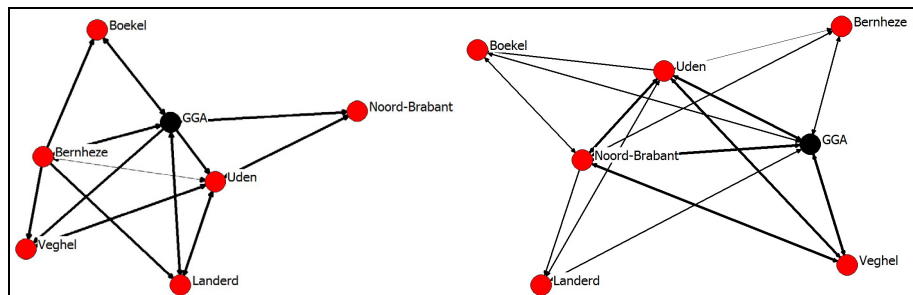 Boekel
GGA
Noord-Brabant
Bernheze
Uden
Veghel
Landerd
Bernheze
Boekel
Uden
GGA
Noord-Brabant
Veghel
Landerd